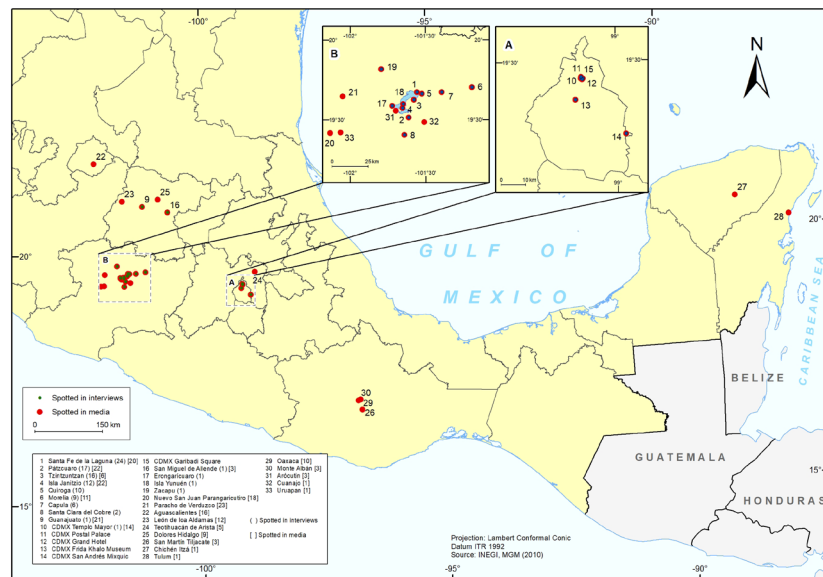 -100°
-95°
-90°
B
20°
-102°
-101°30'
20°
19
1
18
5
6
7
21
17
3
4
31
2
32
19°30'
19°30'
20
33
8
0
25 km
-102°
-101°30'
A
99°
19°30'
11
15
12
13
14
19°30'
0
10 km
99°
N
22
23
9
25
16
27
28
20°
20°
B
A
24
GULF OF
MEXICO
CARIBBEAN SEA
30
29
26
BELIZE
GUATEMALA
HONDURAS
Spotted in interviews
Spotted in media
0
150 km
15°
15°
1 Santa Fe de la Laguna (24) [20]
2 Pátzcuaro (17) [22]
3 Tzintzuntzan (16) [6]
4 Isla Janitzio (12) [22]
5 Quiroga (10)
6 Morelia (9) [11]
7 Capula (6)
8 Santa Clara del Cobre (2)
9 Guanajuato (1) [21]
10 CDMX Templo Mayor (1) [14]
11 CDMX Postal Palace
12 CDMX Grand Hotel
13 CDMX Frida Khalo Museum
14 CDMX San Andrés Mixquic
15 CDMX Garibadi Square
16 San Miguel de Allende (1) [3]
17 Erongarícuaro (1)
18 Isla Yunuén (1)
19 Zacapu (1)
20 Nuevo San Juan Parangaricutiro [18]
21 Paracho de Verduzco [23]
22 Aguascalientes [16]
23 León de los Aldamas [12]
24 Teotihuacán de Arista [5]
25 Dolores Hidalgo [9]
26 San Martín Tilcajate [3]
27 Chichén Itzá [1]
28 Tulum [1]
29 Oaxaca [10]
30 Monte Albán [3]
31 Arócutin [3]
32 Cuanajo [1]
33 Uruapan [1]
( ) Spotted in interviews
[ ] Spotted in media
Projection: Lambert Conformal Conic
Datum ITR 1992
Source: INEGI, MGM (2010)
-100°
-95°
-90°